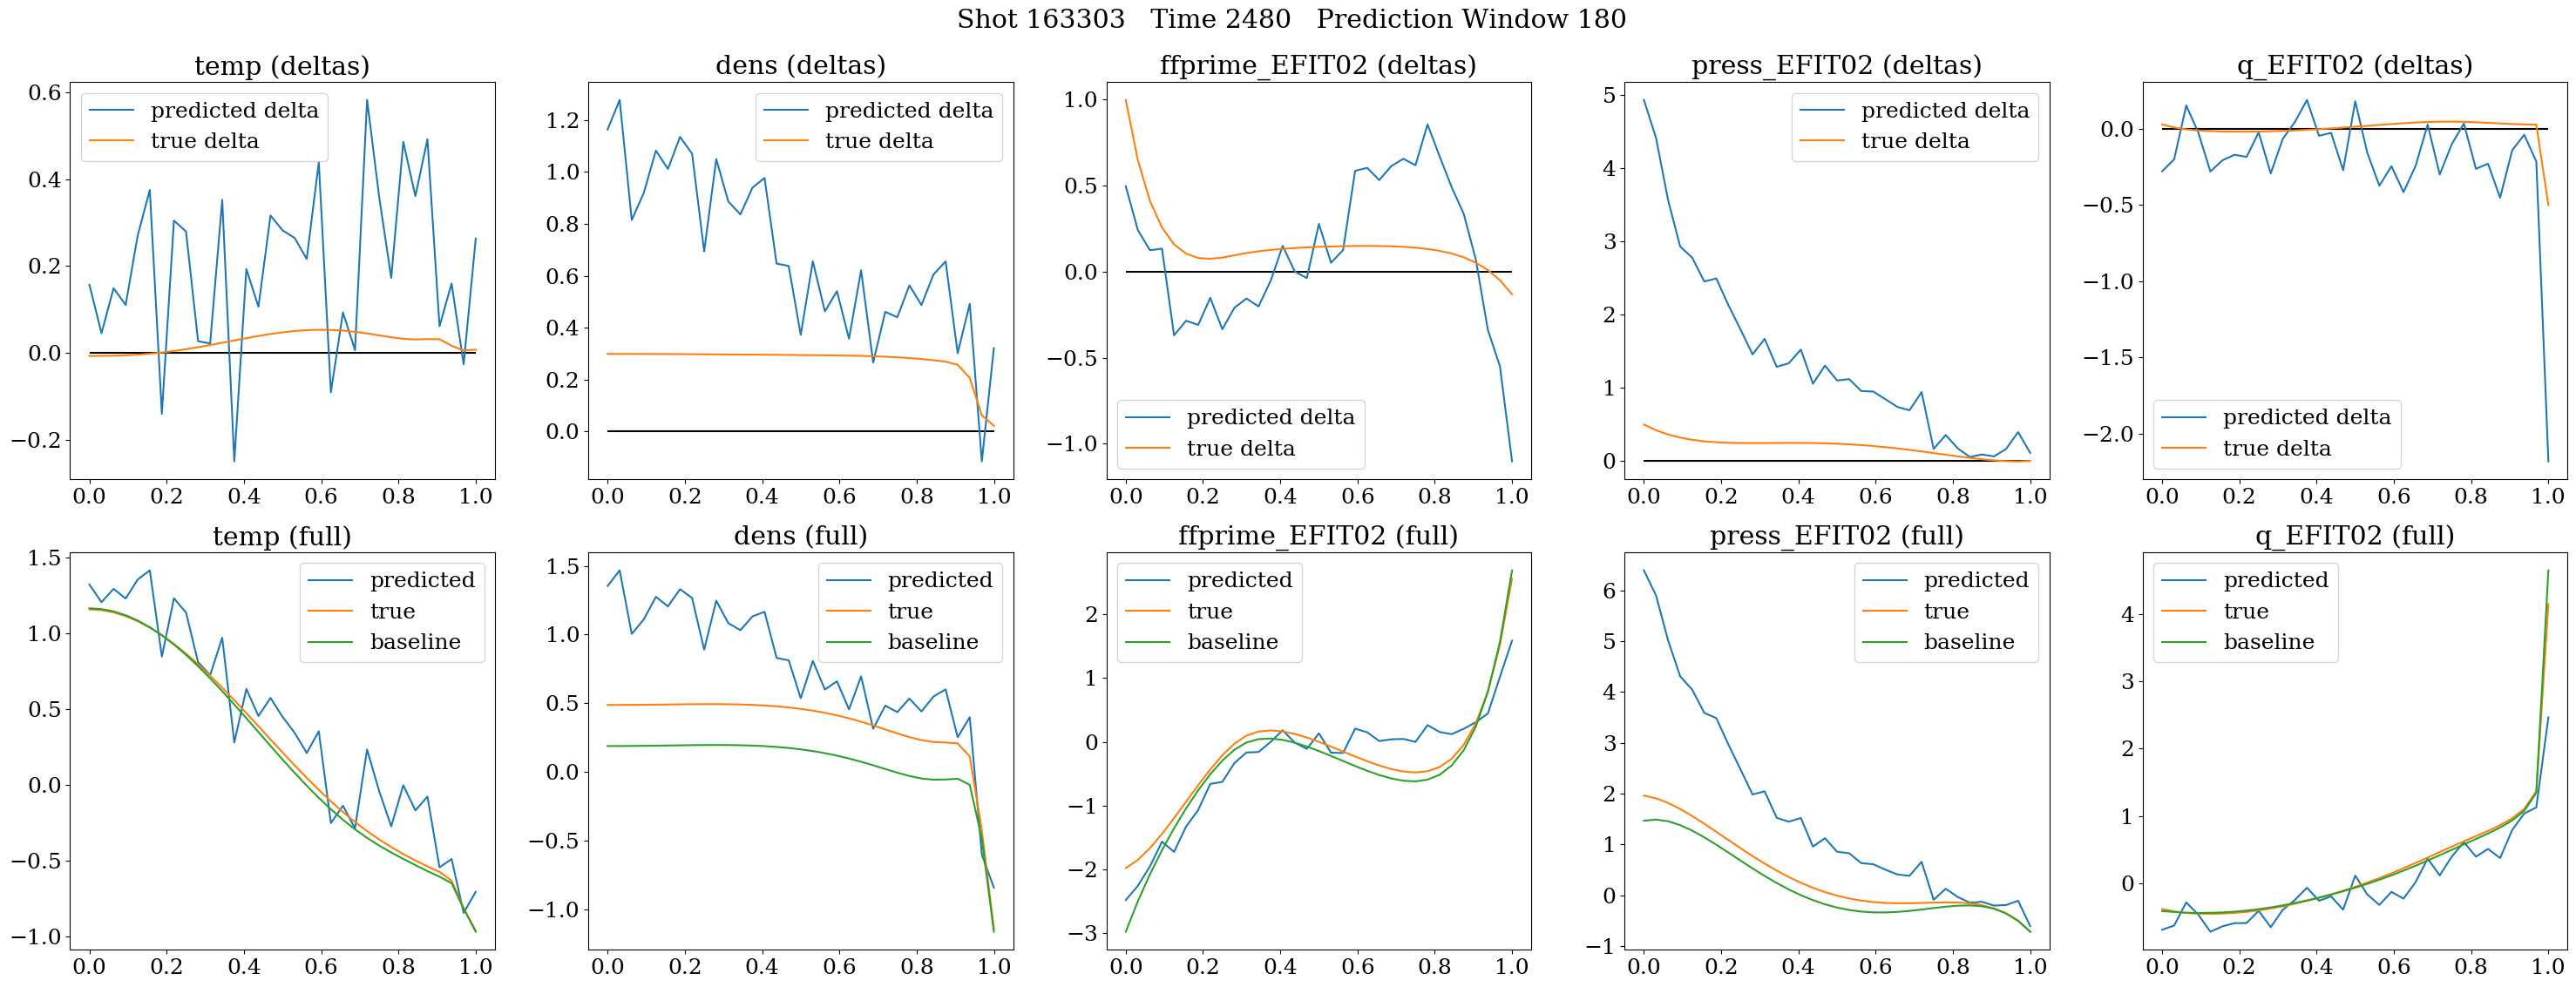 Shot 163303   Time 2480   Prediction Window 180
temp (deltas)
predicted delta
true delta
0.6
0.4
0.2
0.0
−0.2
0.0 0.2 0.4 0.6 0.8 1.0
dens (deltas)
predicted delta
true delta
1.2
1.0
0.8
0.6
0.4
0.2
0.0
0.0 0.2 0.4 0.6 0.8 1.0
ffprime_EFIT02 (deltas)
1.0
0.5
0.0
−0.5
−1.0
predicted delta
true delta
0.0 0.2 0.4 0.6 0.8 1.0
press_EFIT02 (deltas)
predicted delta
true delta
5
4
3
2
1
0
0.0 0.2 0.4 0.6 0.8 1.0
q_EFIT02 (deltas)
0.0
−0.5
−1.0
−1.5
−2.0
predicted delta
true delta
0.0 0.2 0.4 0.6 0.8 1.0
temp (full)
predicted
true
baseline
1.5
1.0
0.5
0.0
−0.5
−1.0
0.0 0.2 0.4 0.6 0.8 1.0
dens (full)
predicted
true
baseline
1.5
1.0
0.5
0.0
−0.5
−1.0
0.0 0.2 0.4 0.6 0.8 1.0
ffprime_EFIT02 (full)
predicted
true
baseline
2
1
0
−1
−2
−3
0.0 0.2 0.4 0.6 0.8 1.0
press_EFIT02 (full)
predicted
true
baseline
6
5
4
3
2
1
0
−1
0.0 0.2 0.4 0.6 0.8 1.0
q_EFIT02 (full)
predicted
true
baseline
4
3
2
1
0
0.0 0.2 0.4 0.6 0.8 1.0